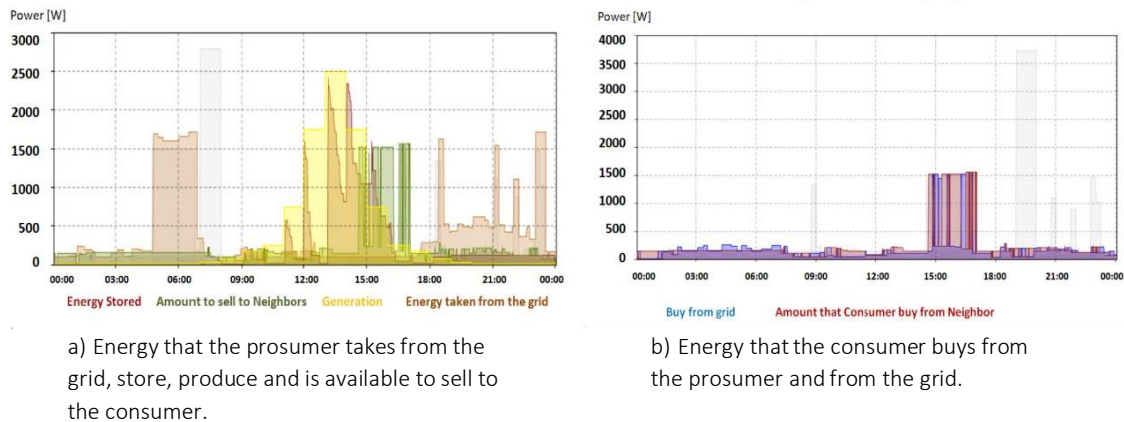 Power [W]
3000
2500
2000
1500
1000
500
0
00:00 03:00 06:00 09:00 12:00 15:00 18:00 21:00 00:00
Energy Stored Amount to sell to Neighbors Generation Energy taken from the grid
a) Energy that the prosumer takes from the
grid, store, produce and is available to sell to
the consumer.
Power [W]
4000
3500
3000
2500
2000
1500
1000
500
0
00:00 03:00 06:00 09:00 12:00 15:00 18:00 21:00 00:00
Buy from grid Amount that Consumer buy from Neighbor
b) Energy that the consumer buys from
the prosumer and from the grid.